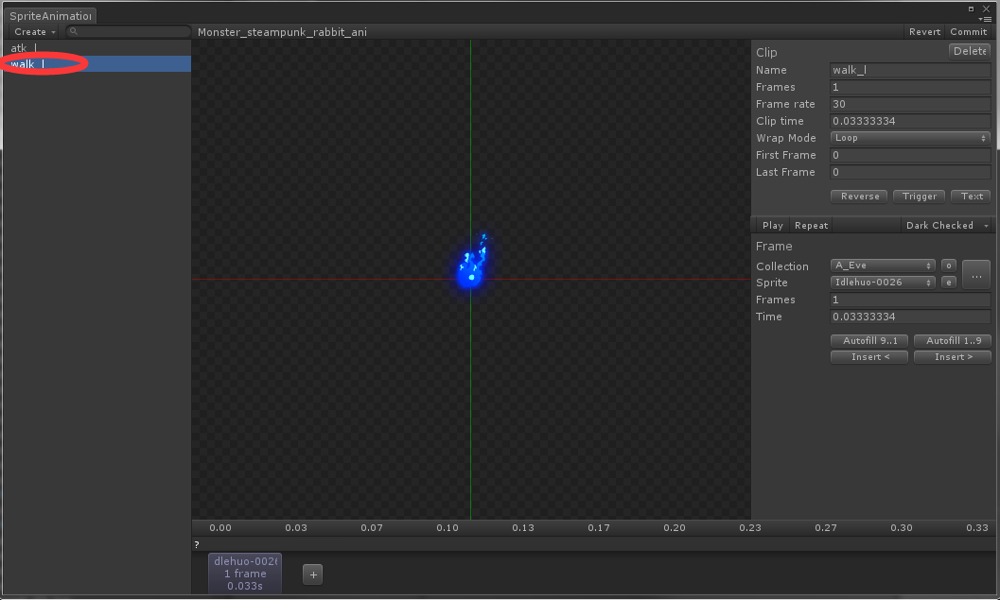 SpriteAnimation
Create
Monster_steampunk_rabbit_ani
Revert
Commit
atk_l
walk_l
Clip
Delete
Name
walk_l
Frames
1
Frame rate
30
Clip time
0.03333334
Wrap Mode
Loop
First Frame
0
Last Frame
0
Reverse
Trigger
Text
Play
Repeat
Dark Checked
Frame
Collection
A_Eve
o
...
Sprite
Idlehuo-0026
e
Frames
1
Time
0.03333334
Autofill 9..1
Autofill 1..9
Insert <
Insert >
0.00 0.03 0.07 0.10 0.13 0.17 0.20 0.23 0.27 0.30 0.33
?
dlehuo-0026
1 frame
0.033s
+